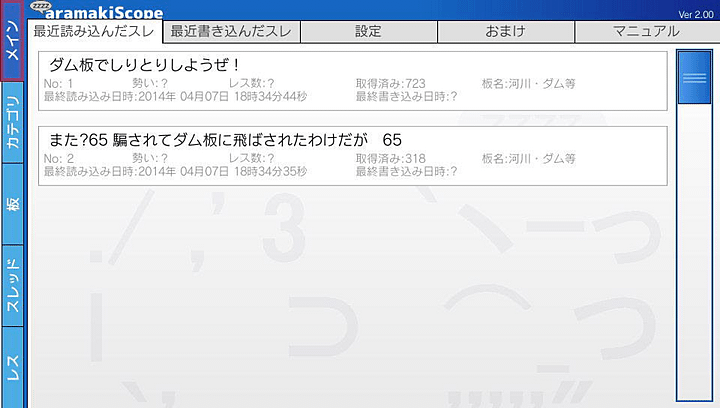 zzzz
aramakiScope
Ver 2.00
メイン
カテゴリ
板
スレッド
レス
最近読み込んだスレ
最近書き込んだスレ
設定
おまけ
マニュアル
ダム板でしりとりしようぜ！
No: 1 勢い:? レス数:? 取得済み:723 板名:河川・ダム等
最終読み込み日時:2014年 04月07日 18時34分44秒 最終書き込み日時:?
また?65 騙されてダム板に飛ばされたわけだが　65
No: 2 勢い:? レス数:? 取得済み:318 板名:河川・ダム等
最終読み込み日時:2014年 04月07日 18時34分35秒 最終書き込み日時:?